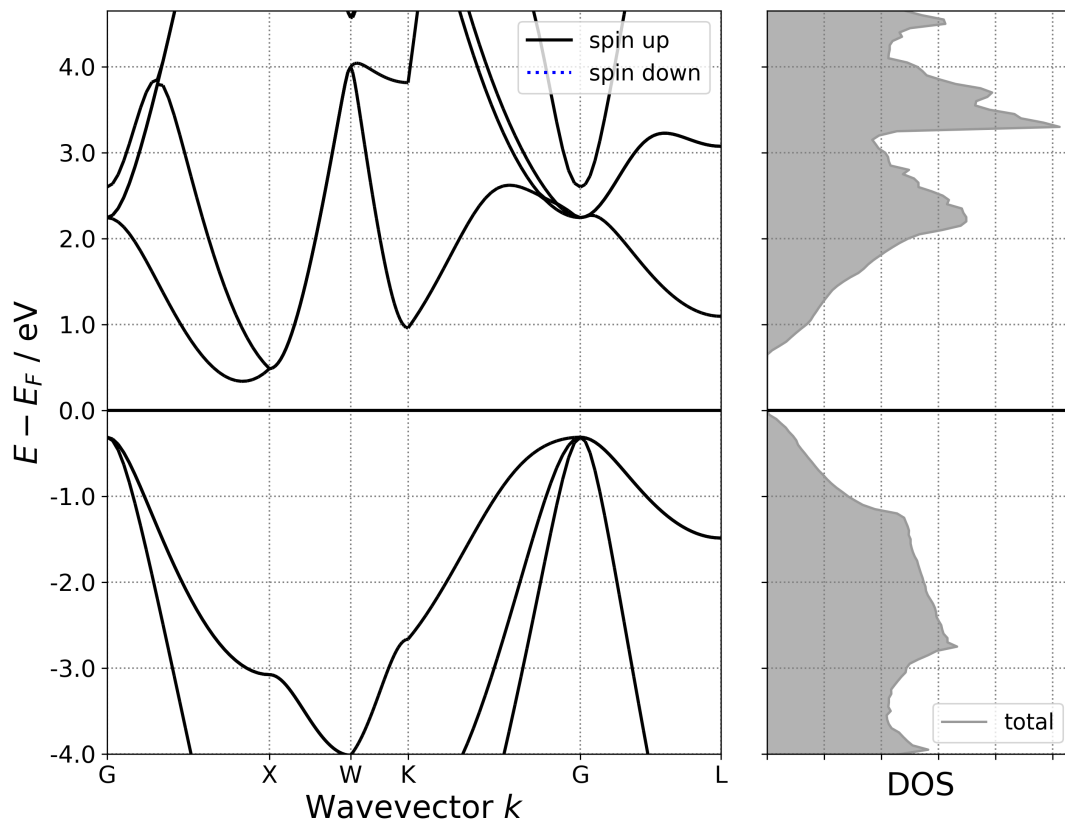 spin up
spin down
4.0
3.0
2.0
1.0
0.0
-1.0
-2.0
-3.0
-4.0
E − E_F / eV
G X W K G L
Wavevector k
total
DOS